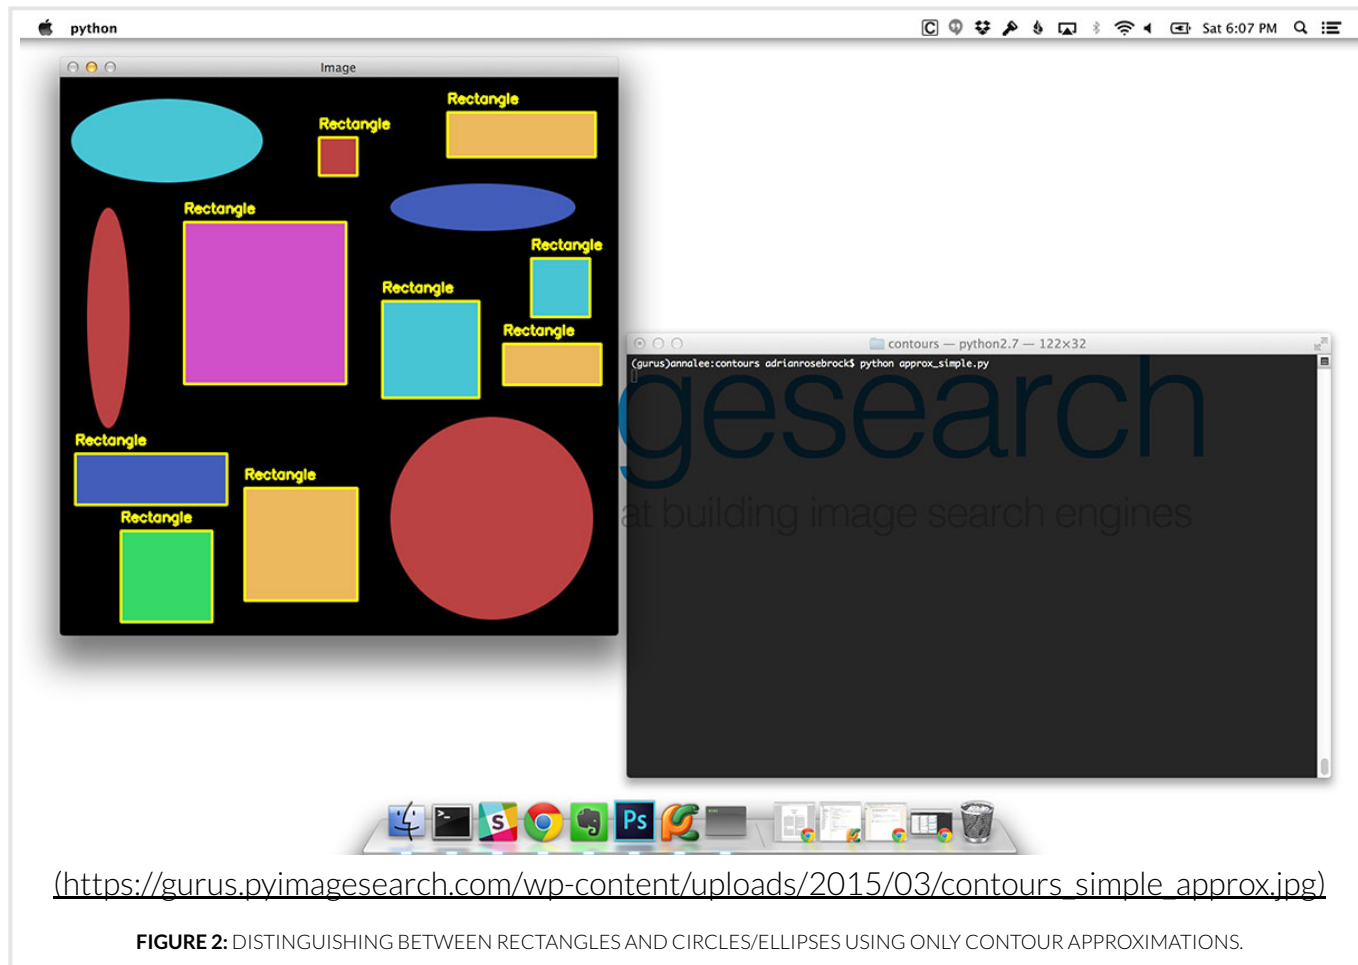 python
Sat 6:07 PM
Image
Rectangle
Rectangle
Rectangle
Rectangle
Rectangle
Rectangle
Rectangle
Rectangle
Rectangle
contours — python2.7 — 122×32
(gurus)annalee:contours adrianrosebrock$ python approx_simple.py
gesearch
at building image search engines
Ps
(https://gurus.pyimagesearch.com/wp-content/uploads/2015/03/contours_simple_approx.jpg)
FIGURE 2: DISTINGUISHING BETWEEN RECTANGLES AND CIRCLES/ELLIPSES USING ONLY CONTOUR APPROXIMATIONS.